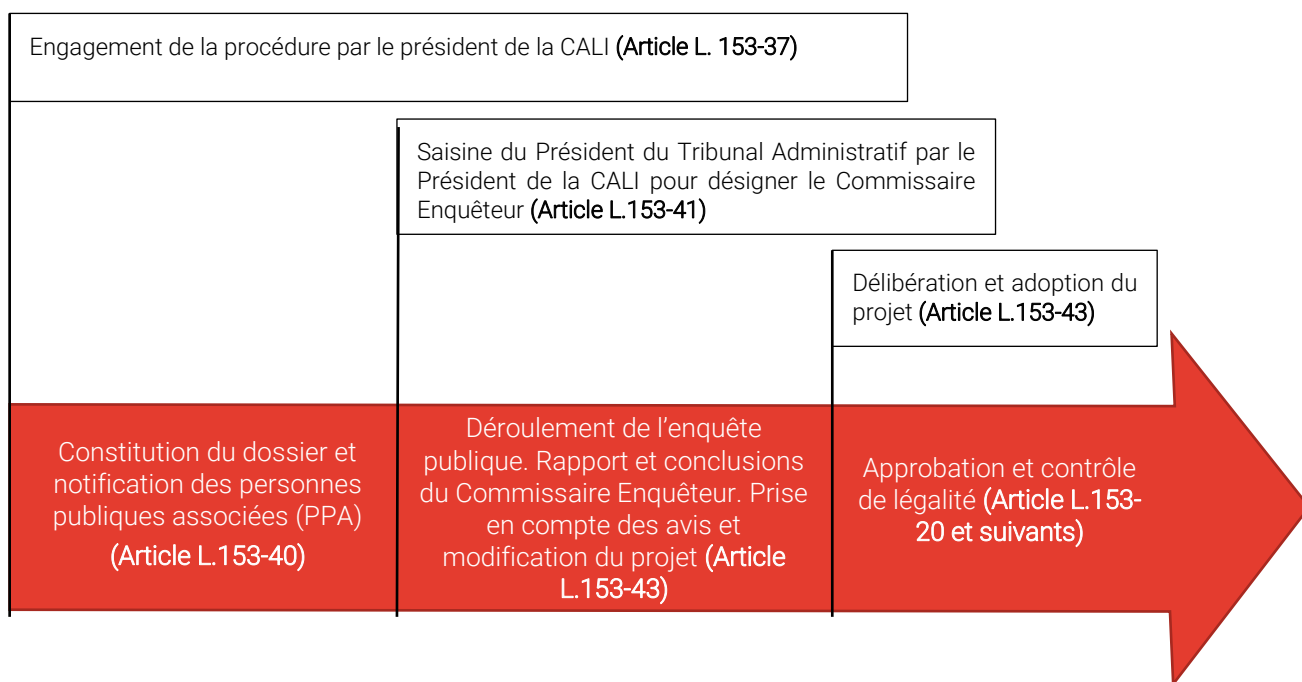 Engagement de la procédure par le président de la CALI (Article L. 153-37)
Saisine du Président du Tribunal Administratif par le
Président de la CALI pour désigner le Commissaire
Enquêteur (Article L.153-41)
Délibération et adoption du
projet (Article L.153-43)
Constitution du dossier et
notification des personnes
publiques associées (PPA)
(Article L.153-40)
Déroulement de l’enquête
publique. Rapport et conclusions
du Commissaire Enquêteur. Prise
en compte des avis et
modification du projet (Article
L.153-43)
Approbation et contrôle
de légalité (Article L.153-
20 et suivants)